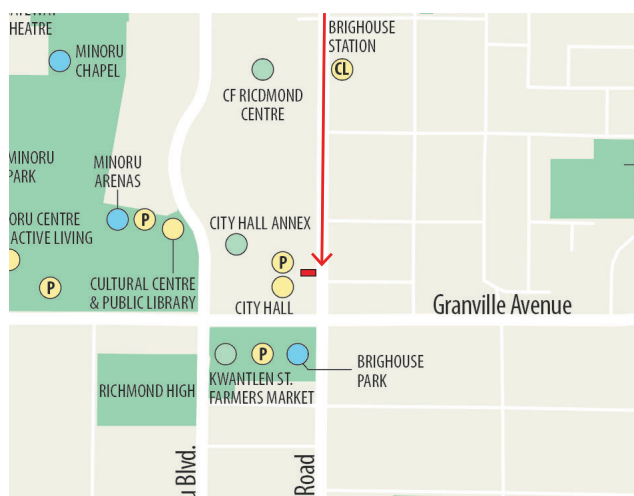 HEATRE
BRIGHOUSE
STATION
MINORU
CHAPEL
CL
CF RICDMOND
CENTRE
MINORU
PARK
MINORU
ARENAS
P
ORU CENTRE
ACTIVE LIVING
P
CITY HALL ANNEX
P
CULTURAL CENTRE
& PUBLIC LIBRARY
CITY HALL
Granville Avenue
P
KWANTLEN ST.
FARMERS MARKET
BRIGHOUSE
PARK
RICHMOND HIGH
u Blvd.
Road